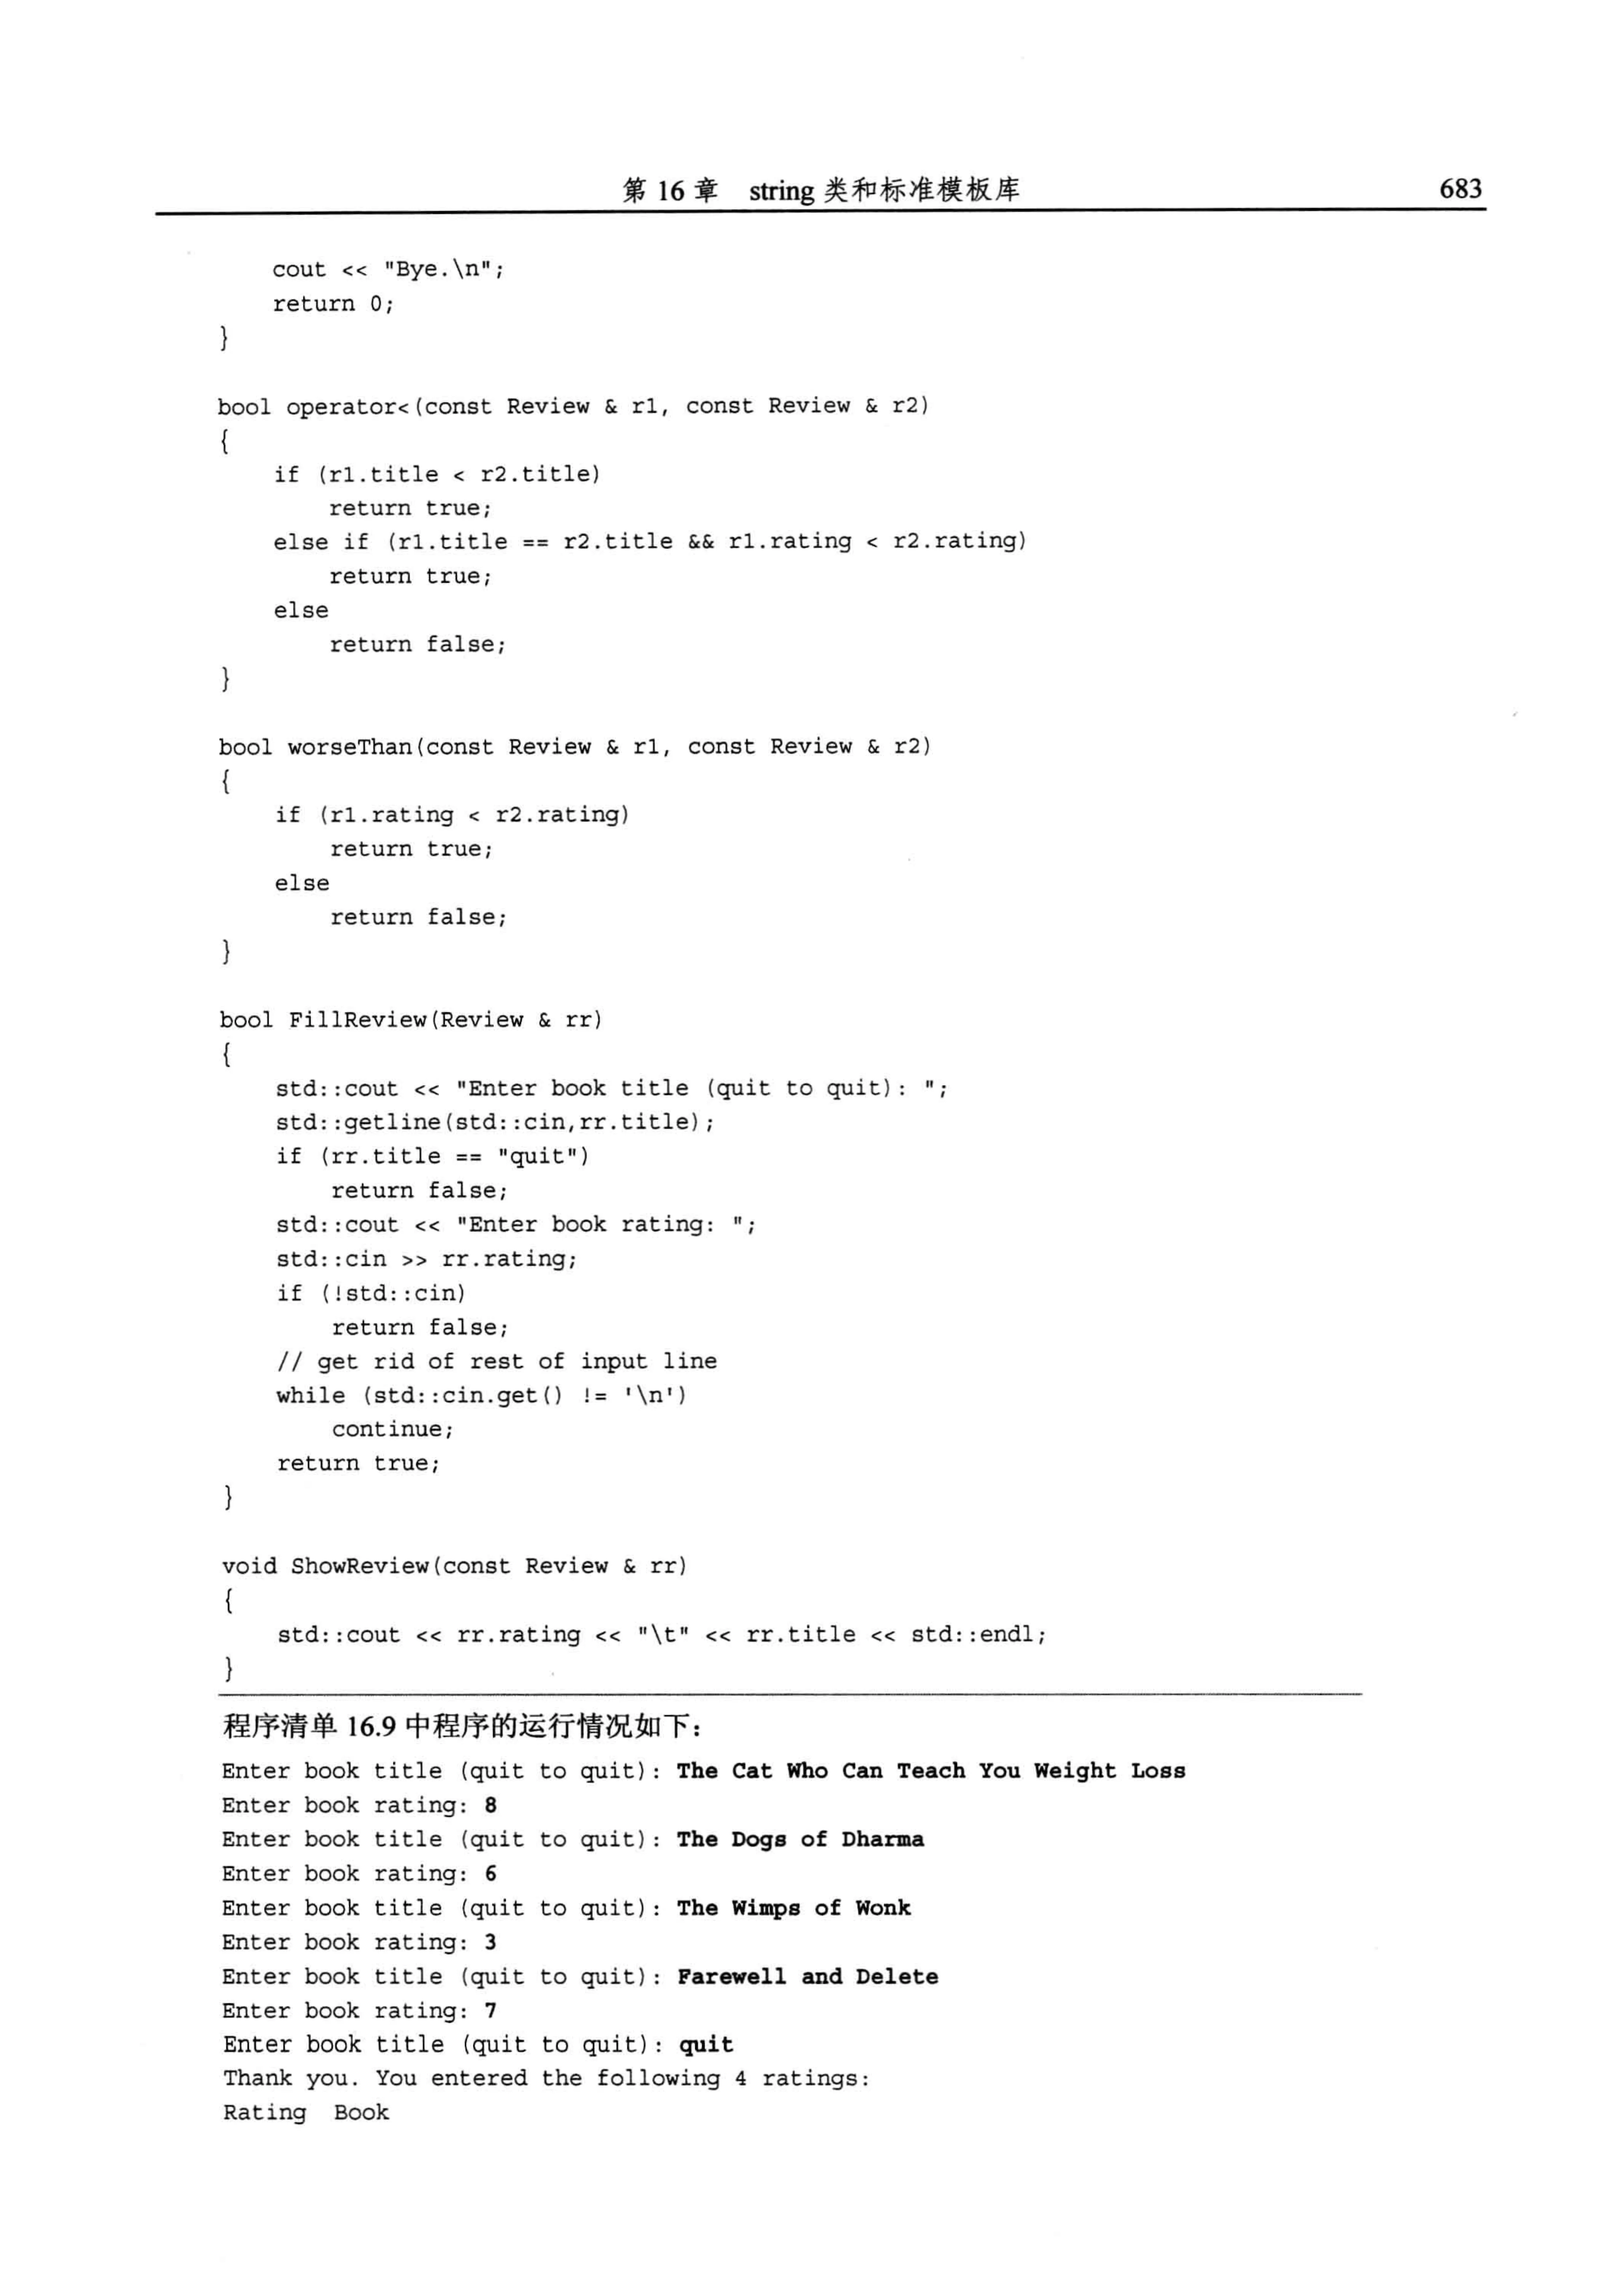 第 16 章 string 类和标准模板库 683
    cout << "Bye.\n";
    return 0;
}
bool operator<(const Review & r1, const Review & r2)
{
    if (r1.title < r2.title)
        return true;
    else if (r1.title == r2.title && r1.rating < r2.rating)
        return true;
    else
        return false;
}
bool worseThan(const Review & r1, const Review & r2)
{
    if (r1.rating < r2.rating)
        return true;
    else
        return false;
}
bool FillReview(Review & rr)
{
    std::cout << "Enter book title (quit to quit): ";
    std::getline(std::cin,rr.title);
    if (rr.title == "quit")
        return false;
    std::cout << "Enter book rating: ";
    std::cin >> rr.rating;
    if (!std::cin)
        return false;
    // get rid of rest of input line
    while (std::cin.get() != '\n')
        continue;
    return true;
}
void ShowReview(const Review & rr)
{
    std::cout << rr.rating << "\t" << rr.title << std::endl;
}
程序清单 16.9 中程序的运行情况如下：
Enter book title (quit to quit): The Cat Who Can Teach You Weight Loss
Enter book rating: 8
Enter book title (quit to quit): The Dogs of Dharma
Enter book rating: 6
Enter book title (quit to quit): The Wimps of Wonk
Enter book rating: 3
Enter book title (quit to quit): Farewell and Delete
Enter book rating: 7
Enter book title (quit to quit): quit
Thank you. You entered the following 4 ratings:
Rating  Book